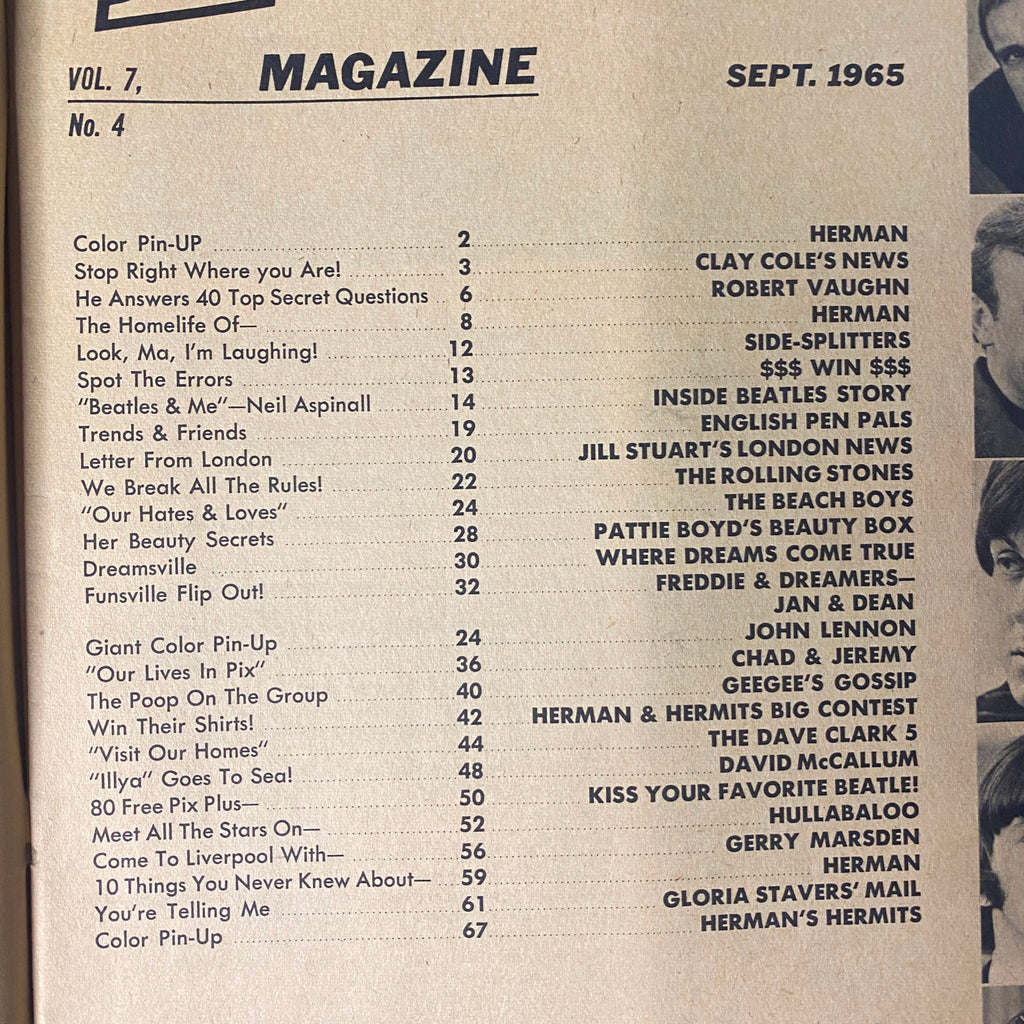 VOL. 7, MAGAZINE SEPT. 1965
No. 4
Color Pin-UP 2 HERMAN
Stop Right Where you Are! 3 CLAY COLE'S NEWS
He Answers 40 Top Secret Questions 6 ROBERT VAUGHN
The Homelife Of— 8 HERMAN
Look, Ma, I'm Laughing! 12 SIDE-SPLITTERS
Spot The Errors 13 $$$ WIN $$$
"Beatles & Me"—Neil Aspinall 14 INSIDE BEATLES STORY
Trends & Friends 19 ENGLISH PEN PALS
Letter From London 20 JILL STUART'S LONDON NEWS
We Break All The Rules! 22 THE ROLLING STONES
"Our Hates & Loves" 24 THE BEACH BOYS
Her Beauty Secrets 28 PATTIE BOYD'S BEAUTY BOX
Dreamsville 30 WHERE DREAMS COME TRUE
Funsville Flip Out! 32 FREDDIE & DREAMERS—
JAN & DEAN
Giant Color Pin-Up 24 JOHN LENNON
"Our Lives In Pix" 36 CHAD & JEREMY
The Poop On The Group 40 GEEGEE'S GOSSIP
Win Their Shirts! 42 HERMAN & HERMITS BIG CONTEST
"Visit Our Homes" 44 THE DAVE CLARK 5
"Illya" Goes To Sea! 48 DAVID McCALLUM
80 Free Pix Plus— 50 KISS YOUR FAVORITE BEATLE!
Meet All The Stars On— 52 HULLABALOO
Come To Liverpool With— 56 GERRY MARSDEN
10 Things You Never Knew About— 59 HERMAN
You're Telling Me 61 GLORIA STAVERS' MAIL
Color Pin-Up 67 HERMAN'S HERMITS